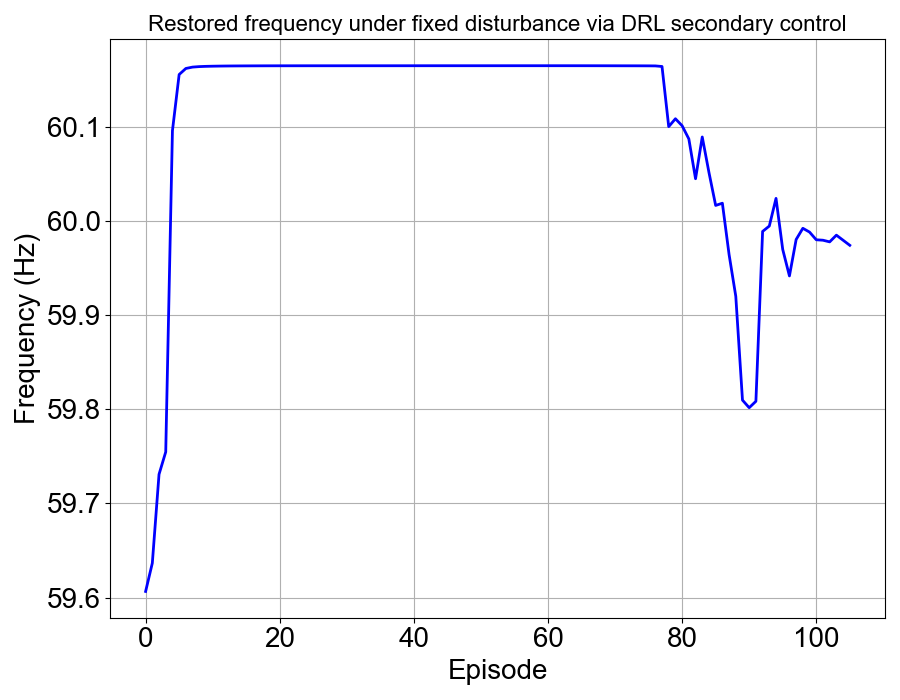 Restored frequency under fixed disturbance via DRL secondary control
60.1
60.0
59.9
59.8
59.7
59.6
Frequency (Hz)
0 20 40 60 80 100
Episode